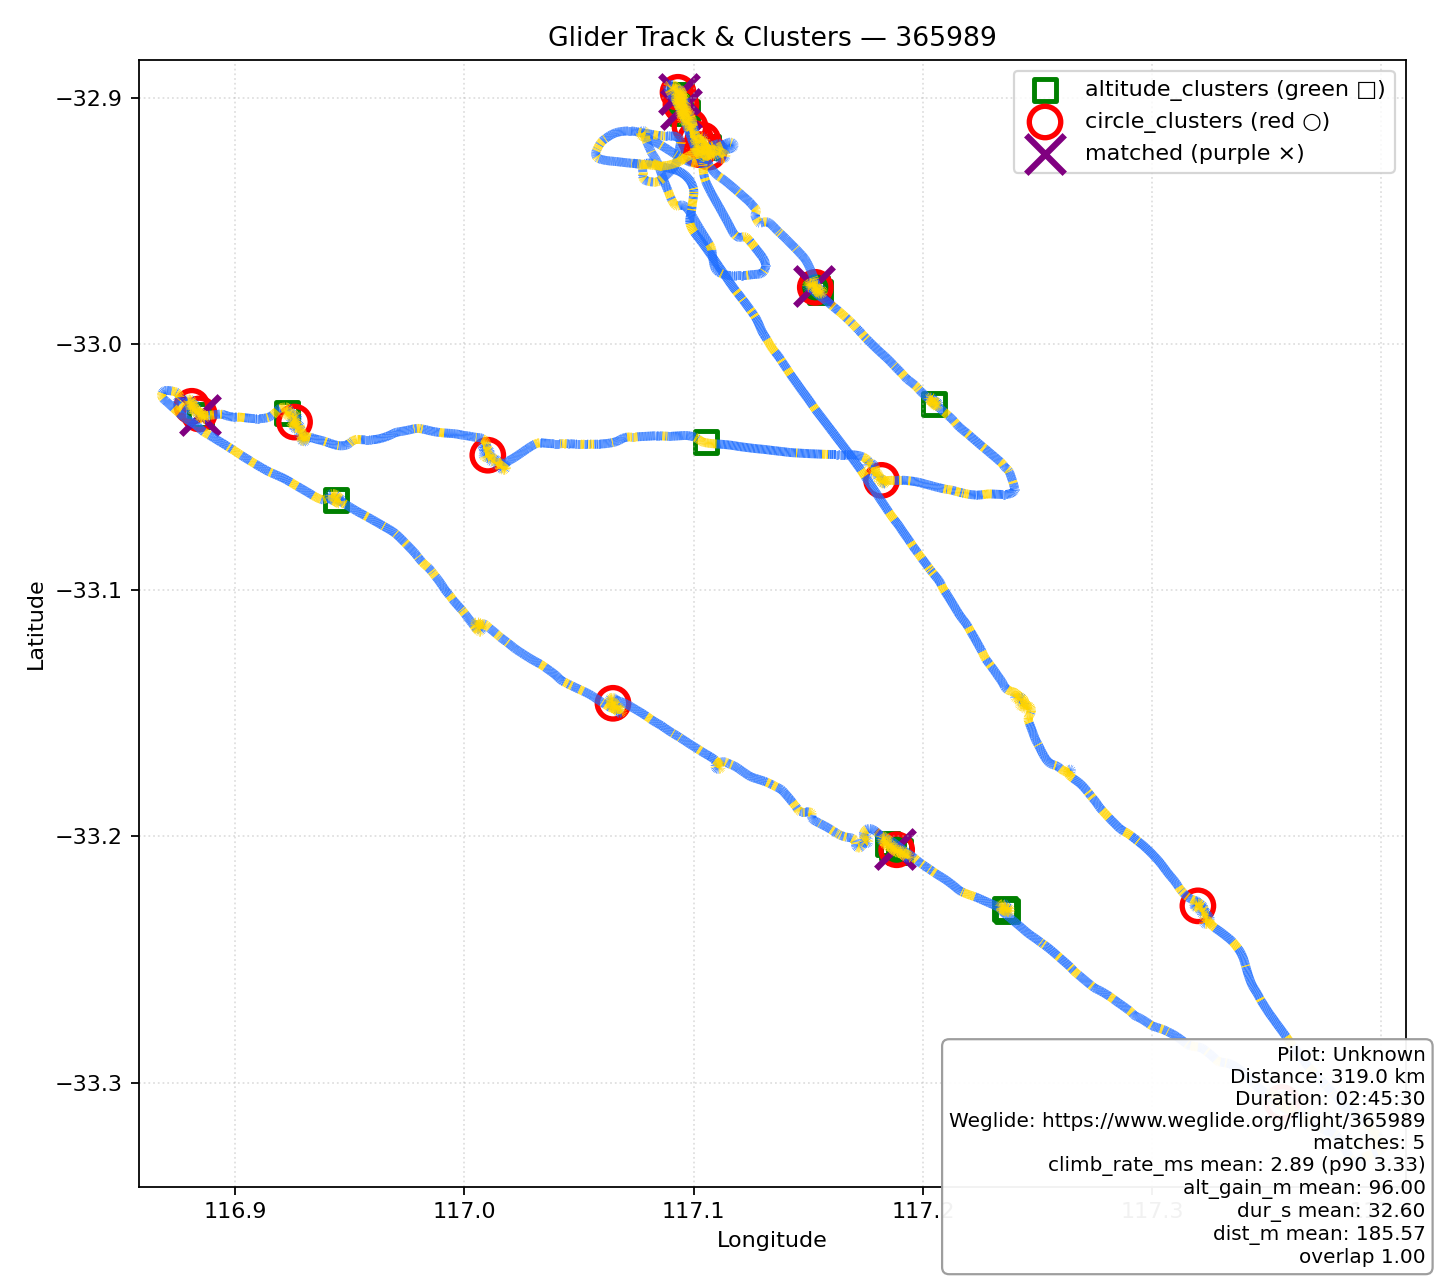 Glider Track & Clusters — 365989
altitude_clusters (green □)
circle_clusters (red ○)
matched (purple ×)
Latitude
−32.9
−33.0
−33.1
−33.2
−33.3
116.9
117.0
117.1
117.2
117.3
Longitude
Pilot: Unknown
Distance: 319.0 km
Duration: 02:45:30
Weglide: https://www.weglide.org/flight/365989
matches: 5
climb_rate_ms mean: 2.89 (p90 3.33)
alt_gain_m mean: 96.00
dur_s mean: 32.60
dist_m mean: 185.57
overlap 1.00